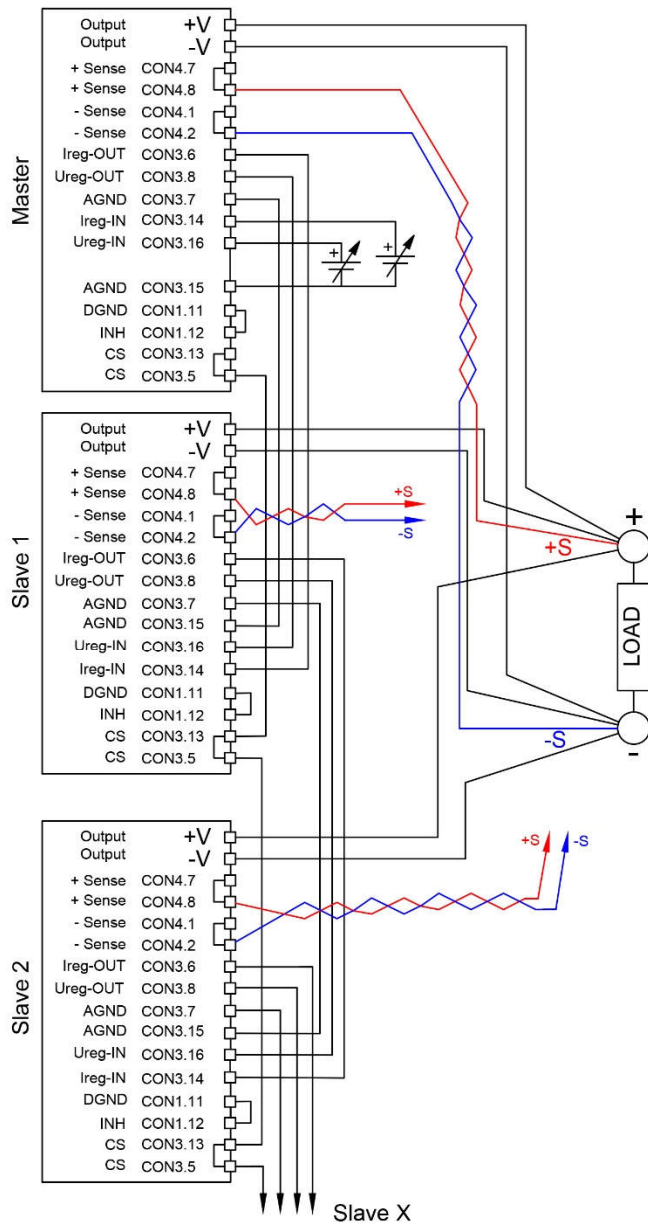 Master
Output +V
Output -V
+ Sense CON4.7
+ Sense CON4.8
- Sense CON4.1
- Sense CON4.2
Ireg-OUT CON3.6
Ureg-OUT CON3.8
AGND CON3.7
Ireg-IN CON3.14
Ureg-IN CON3.16
AGND CON3.15
DGND CON1.11
INH CON1.12
CS CON3.13
CS CON3.5
+ +
Slave 1
Output +V
Output -V
+ Sense CON4.7
+ Sense CON4.8
- Sense CON4.1
- Sense CON4.2
Ireg-OUT CON3.6
Ureg-OUT CON3.8
AGND CON3.7
AGND CON3.15
Ureg-IN CON3.16
Ireg-IN CON3.14
DGND CON1.11
INH CON1.12
CS CON3.13
CS CON3.5
+S
-S
+
+S
LOAD
-S
-
Slave 2
Output +V
Output -V
+ Sense CON4.7
+ Sense CON4.8
- Sense CON4.1
- Sense CON4.2
Ireg-OUT CON3.6
Ureg-OUT CON3.8
AGND CON3.7
AGND CON3.15
Ureg-IN CON3.16
Ireg-IN CON3.14
DGND CON1.11
INH CON1.12
CS CON3.13
CS CON3.5
+S -S
Slave X